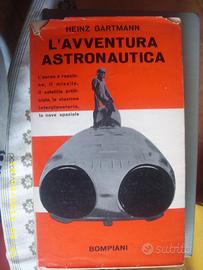 HEINZ GARTMANN
L'AVVENTURA
ASTRONAUTICA
L'aereo a reazio-
ne, il missile,
il satellite artifi-
ciale, la stazione
interplanetaria,
la nave spaziale
BOMPIANI
subito